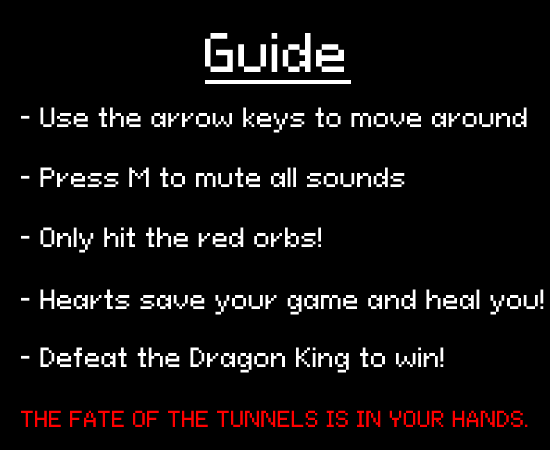 Guide
- Use the arrow keys to move around
- Press M to mute all sounds
- Only hit the red orbs!
- Hearts save your game and heal you!
- Defeat the Dragon King to win!
THE FATE OF THE TUNNELS IS IN YOUR HANDS.